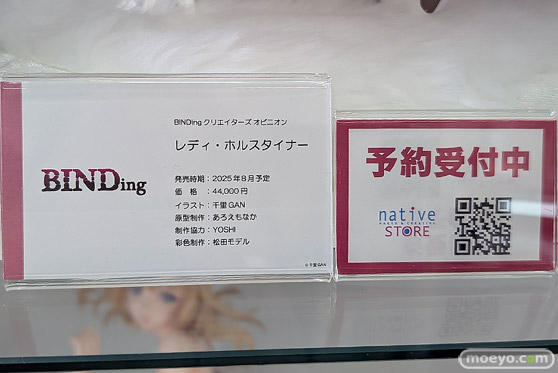 BINDing
BINDing クリエイターズ オピニオン
レディ・ホルスタイナー
発売時期：2025年8月予定
価　格：44,000円
イラスト：千里GAN
原型制作：あろえもちなか
制作協力：YOSHI
彩色制作：松田モデル
©千里GAN
予約受付中
native
STORE
moeyo.com